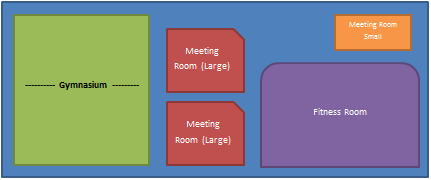 ---------- Gymnasium ----------
Meeting
Room (Large)
Meeting
Room (Large)
Meeting Room
Small
Fitness Room